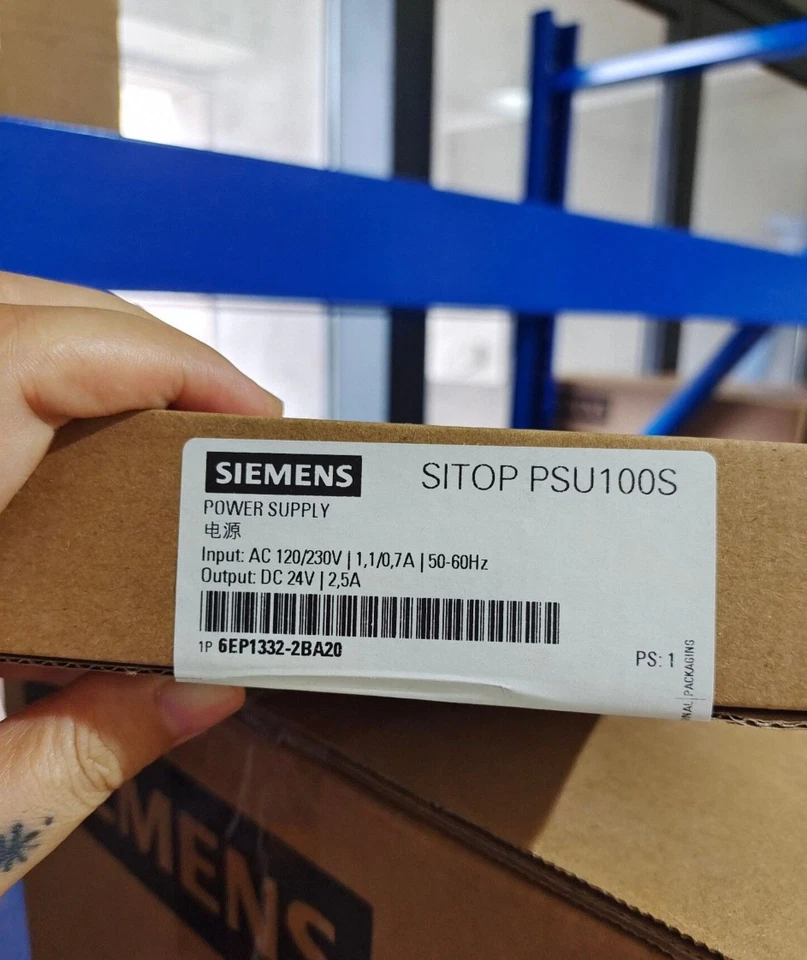 SIEMENS
SITOP PSU100S
POWER SUPPLY
电源
Input: AC 120/230V | 1,1/0,7A | 50-60Hz
Output: DC 24V | 2,5A
1P 6EP1332-2BA20
PS: 1
PACKAGING